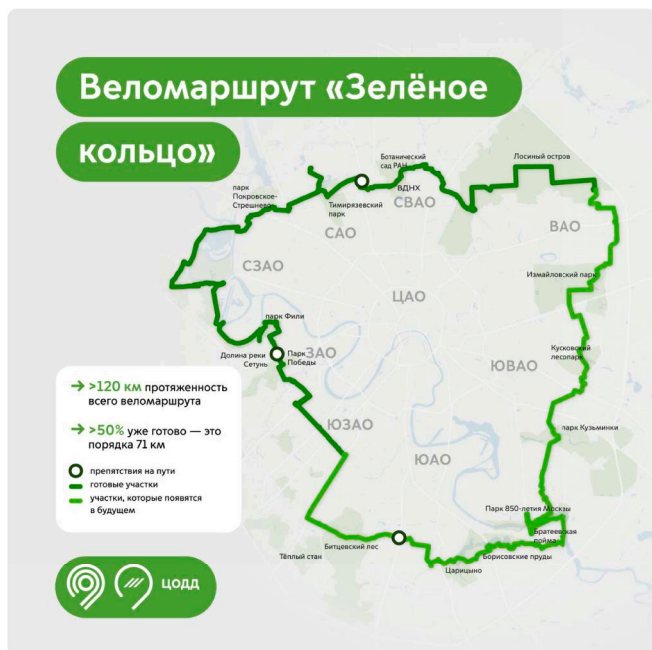 Веломаршрут «Зелёное
кольцо»
Ботанический
сад РАН
Лосиный остров
ВДНХ
СВАО
парк
Покровское-
Стрешнево
Тимирязевский
парк
САО
ВАО
СЗАО
Измайловский парк
ЦАО
парк Фили
Долина реки
Сетунь
Парк
Победы
ЗАО
Кусковский
лесопарк
ЮВАО
→ >120 км протяженность
всего веломаршрута
→ >50% уже готово — это
порядка 71 км
препятствия на пути
готовые участки
участки, которые появятся
в будущем
ЮЗАО
парк Кузьминки
ЮАО
Парк 850-летия Москвы
Братеевская
пойма
Битцевский лес
Тёплый стан
Борисовские пруды
Царицыно
ЦОДД